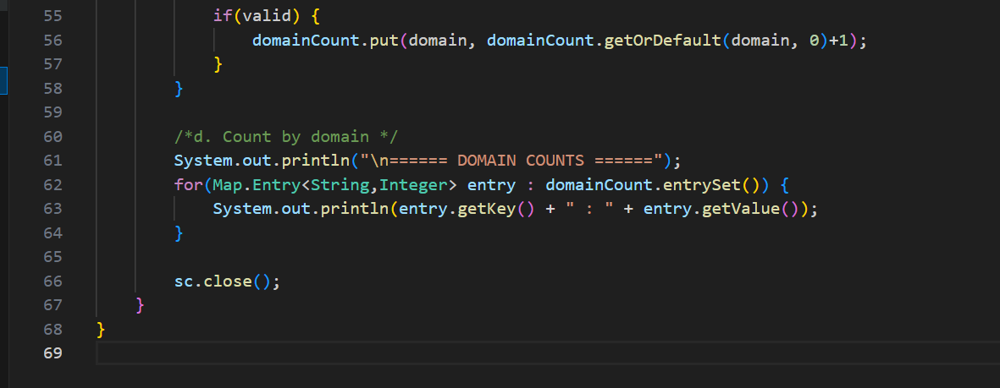 55 if(valid) {
56 domainCount.put(domain, domainCount.getOrDefault(domain, 0)+1);
57 }
58 }
59
60 /*d. Count by domain */
61 System.out.println("\n====== DOMAIN COUNTS ======");
62 for(Map.Entry<String,Integer> entry : domainCount.entrySet()) {
63 System.out.println(entry.getKey() + " : " + entry.getValue());
64 }
65
66 sc.close();
67 }
68 }
69